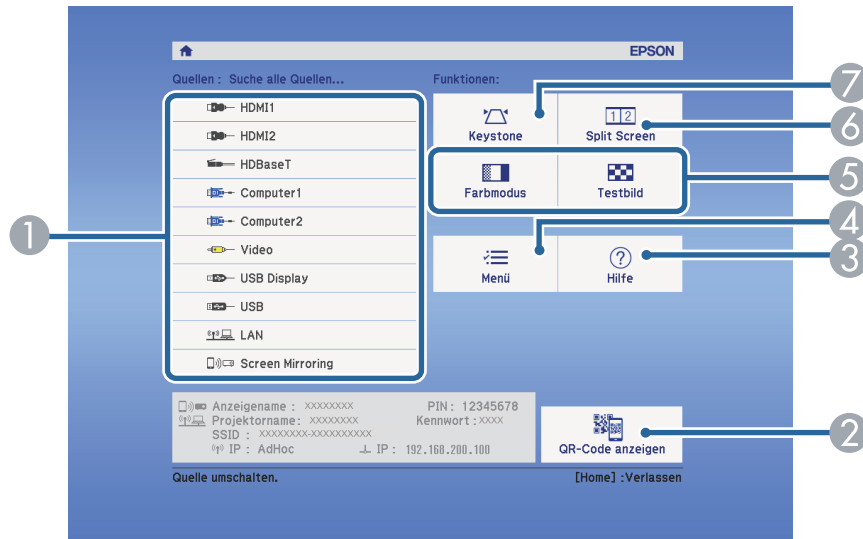 EPSON
Quellen : Suche alle Quellen...
Funktionen:
HDMI1
HDMI2
HDBaseT
Computer1
Computer2
Video
USB Display
USB
LAN
Screen Mirroring
Keystone
1 2
Split Screen
Farbmodus
Testbild
Menü
?
Hilfe
Anzeigename : XXXXXXXX PIN : 12345678
Projektorname: XXXXXXXX Kennwort : XXXX
SSID : XXXXXXXX-XXXXXXXXXX
IP : AdHoc IP : 192.168.200.100
QR-Code anzeigen
Quelle umschalten.
[Home] :Verlassen
1
7
6
5
4
3
2